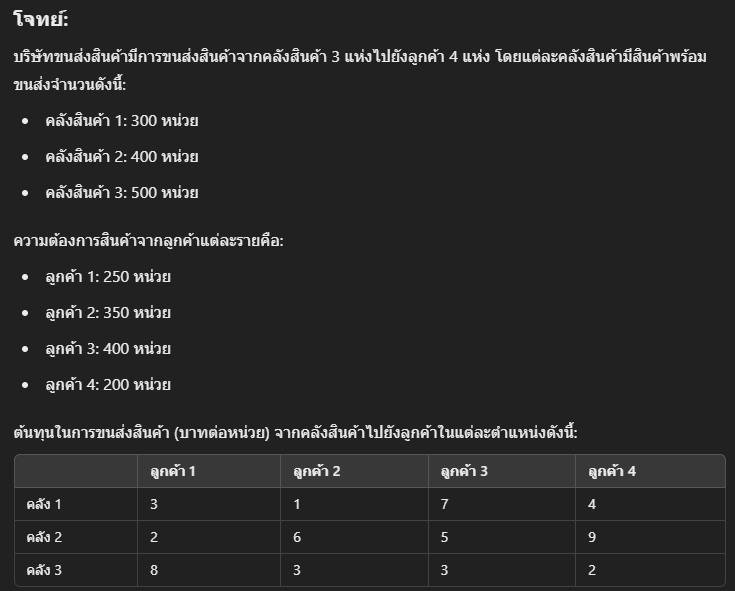 โจทย์:
บริษัทขนส่งสินค้ามีการขนส่งสินค้าจากคลังสินค้า 3 แห่งไปยังลูกค้า 4 แห่ง โดยแต่ละคลังสินค้ามีสินค้าพร้อม
ขนส่งจำนวนดังนี้:
• คลังสินค้า 1: 300 หน่วย
• คลังสินค้า 2: 400 หน่วย
• คลังสินค้า 3: 500 หน่วย
ความต้องการสินค้าจากลูกค้าแต่ละรายคือ:
• ลูกค้า 1: 250 หน่วย
• ลูกค้า 2: 350 หน่วย
• ลูกค้า 3: 400 หน่วย
• ลูกค้า 4: 200 หน่วย
ต้นทุนในการขนส่งสินค้า (บาทต่อหน่วย) จากคลังสินค้าไปยังลูกค้าในแต่ละตำแหน่งดังนี้:
ลูกค้า 1 ลูกค้า 2 ลูกค้า 3 ลูกค้า 4
คลัง 1 3 1 7 4
คลัง 2 2 6 5 9
คลัง 3 8 3 3 2